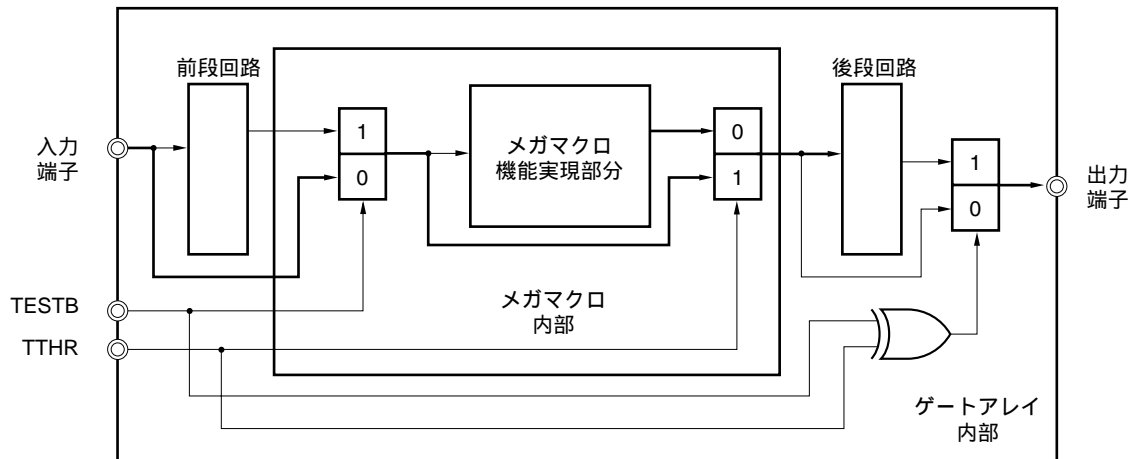 前段回路
後段回路
入力
端子
1
0
メガマクロ
機能実現部分
0
1
1
0
出力
端子
TESTB
TTHR
メガマクロ
内部
ゲートアレイ
内部